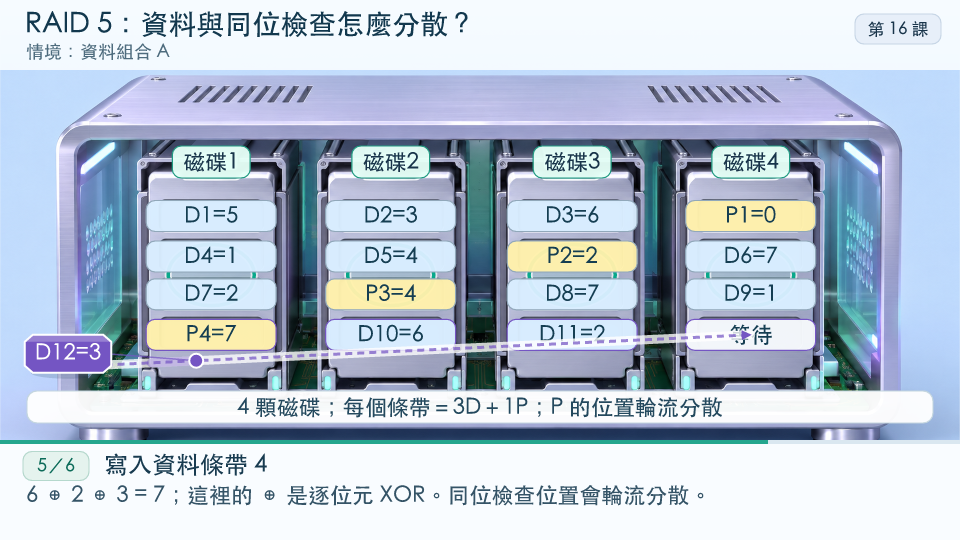 RAID 5：資料與同位檢查怎麼分散？
情境：資料組合 A
第 16 課
磁碟1
磁碟2
磁碟3
磁碟4
D1=5
D2=3
D3=6
P1=0
D4=1
D5=4
P2=2
D6=7
D7=2
P3=4
D8=7
D9=1
P4=7
D10=6
D11=2
等待
D12=3
4 顆磁碟；每個條帶＝3D＋1P；P 的位置輪流分散
5/6
寫入資料條帶 4
6 ⊕ 2 ⊕ 3 = 7；這裡的 ⊕ 是逐位元 XOR。同位檢查位置會輪流分散。